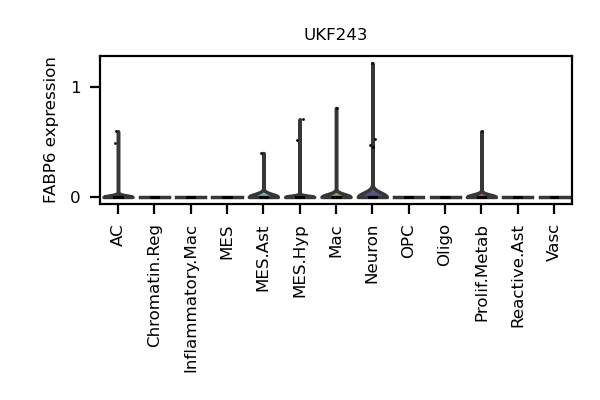 UKF243
FABP6 expression
1
0
AC
Chromatin.Reg
Inflammatory.Mac
MES
MES.Ast
MES.Hyp
Mac
Neuron
OPC
Oligo
Prolif.Metab
Reactive.Ast
Vasc